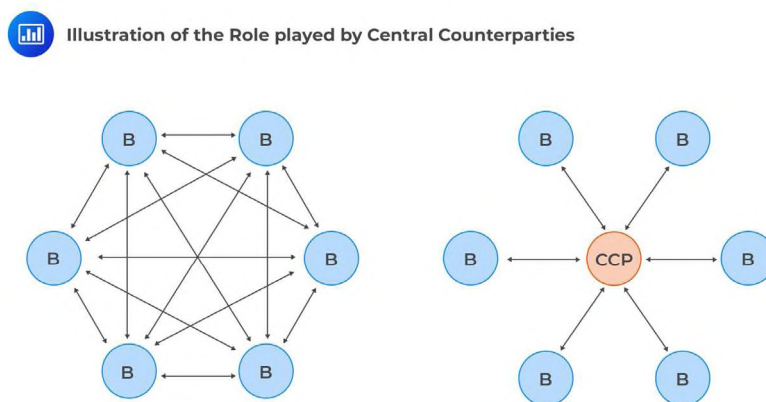 Illustration of the Role played by Central Counterparties
B B B B
B B B CCP B
B B B B